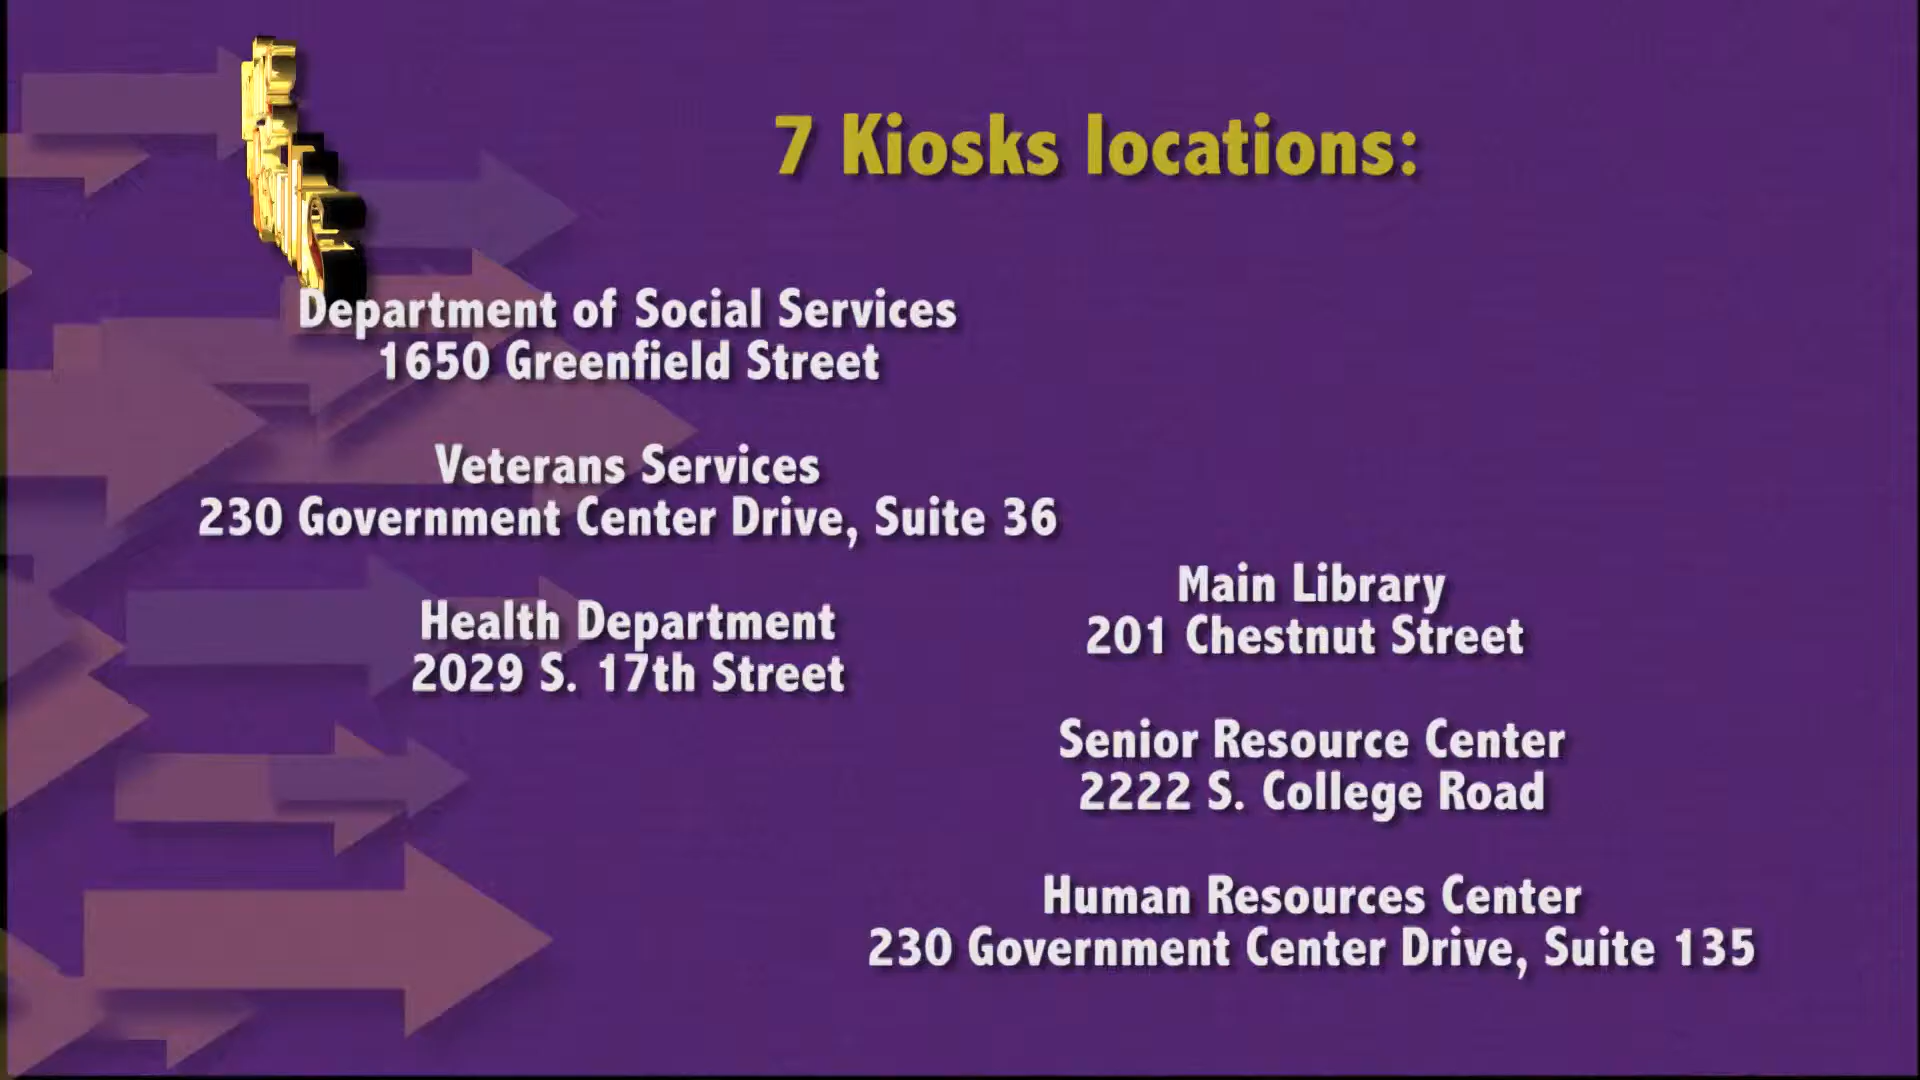 7 Kiosks locations:
Department of Social Services
1650 Greenfield Street
Veterans Services
230 Government Center Drive, Suite 36
Health Department
2029 S. 17th Street
Main Library
201 Chestnut Street
Senior Resource Center
2222 S. College Road
Human Resources Center
230 Government Center Drive, Suite 135